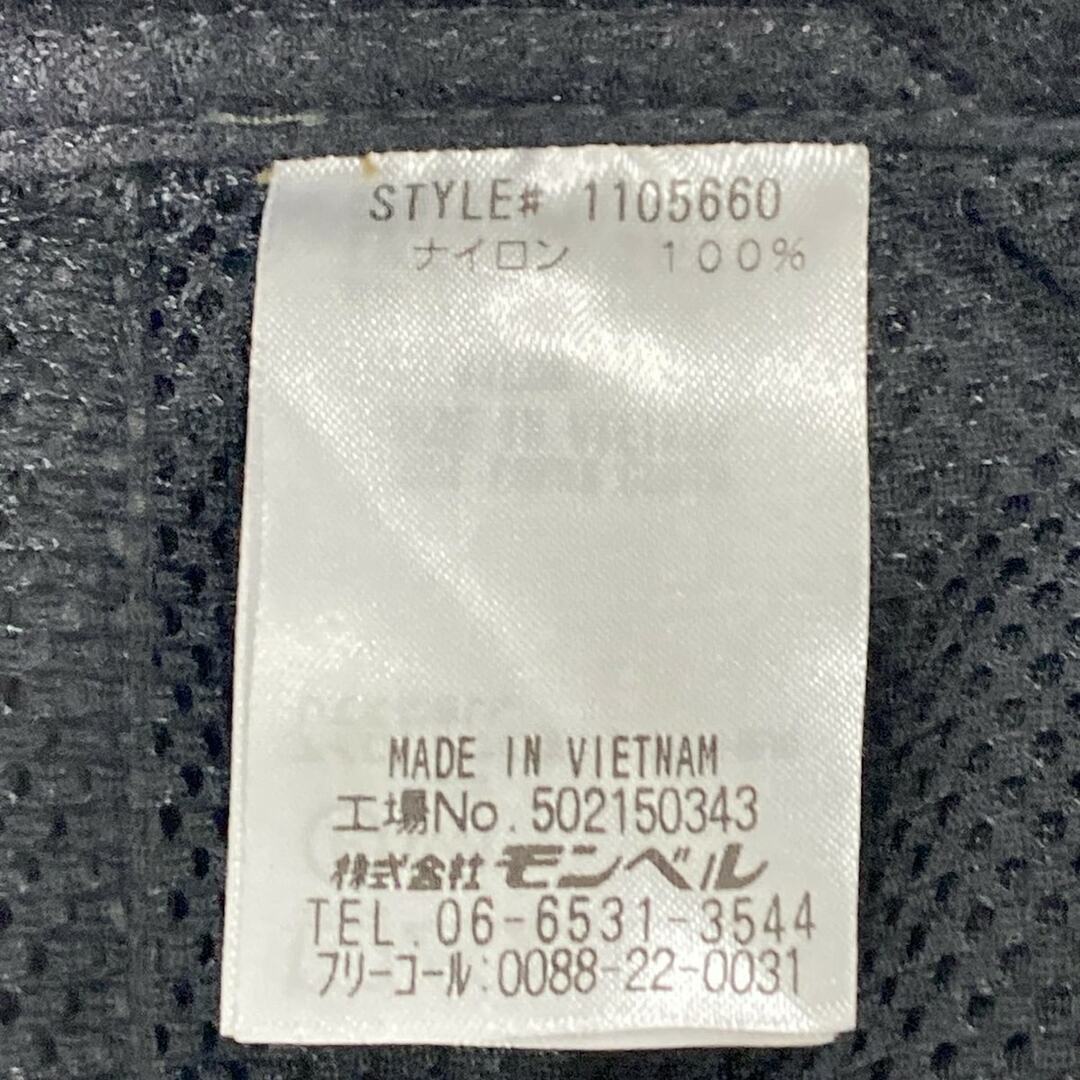 STYLE# 1105660
ナイロン 100%
MADE IN VIETNAM
工場No.502150343
株式会社モンベル
TEL.06-6531-3544
フリーコール:0088-22-0031